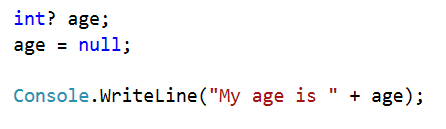 int? age;
age = null;
Console.WriteLine("My age is " + age);